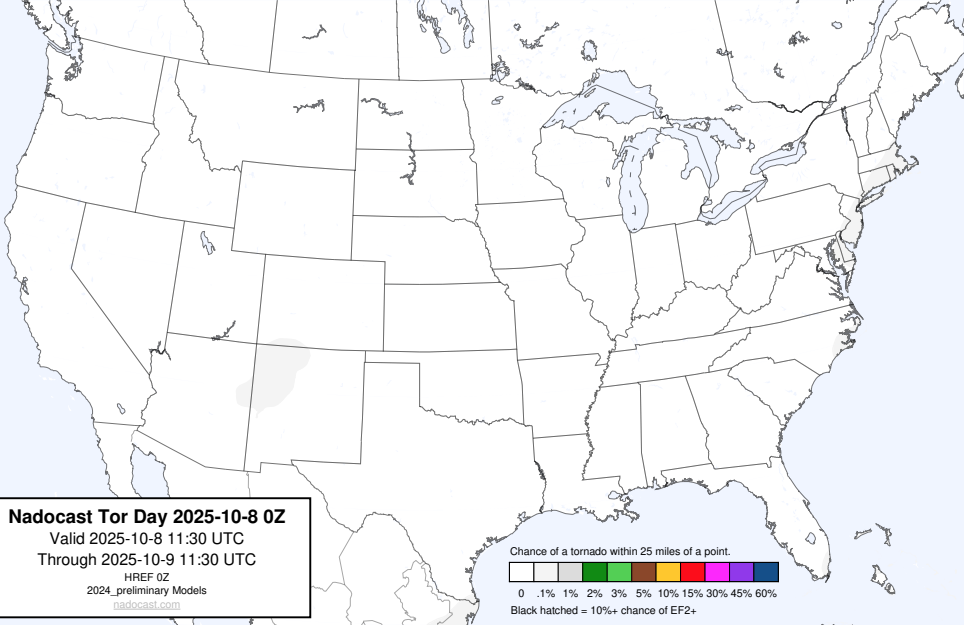 Nadocast Tor Day 2025-10-8 0Z
Valid 2025-10-8 11:30 UTC
Through 2025-10-9 11:30 UTC
HREF 0Z
2024_preliminary Models
nadocast.com
Chance of a tornado within 25 miles of a point.
0 .1% 1% 2% 3% 5% 10% 15% 30% 45% 60%
Black hatched = 10%+ chance of EF2+